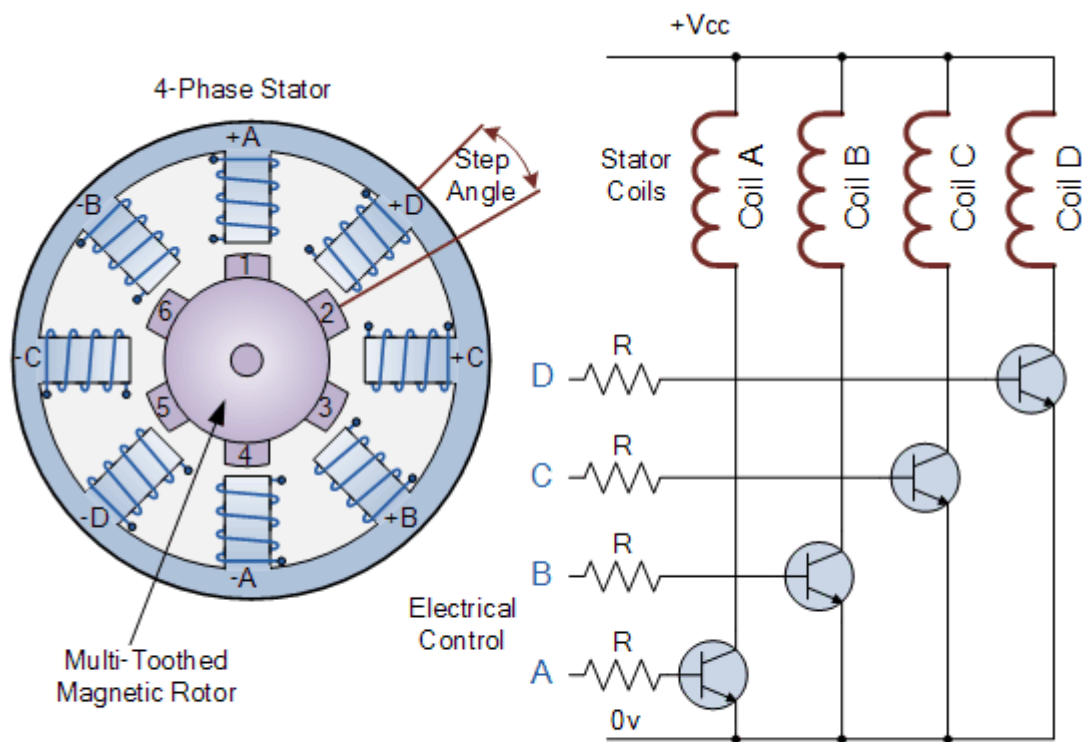 4-Phase Stator
+A
-B
+D
Step
Angle
1
2
6
-C
+C
5
3
4
-D
+B
-A
Multi-Toothed
Magnetic Rotor
+Vcc
Stator
Coils
Coil A
Coil B
Coil C
Coil D
R
D
R
C
R
B
Electrical
Control
R
A
0v